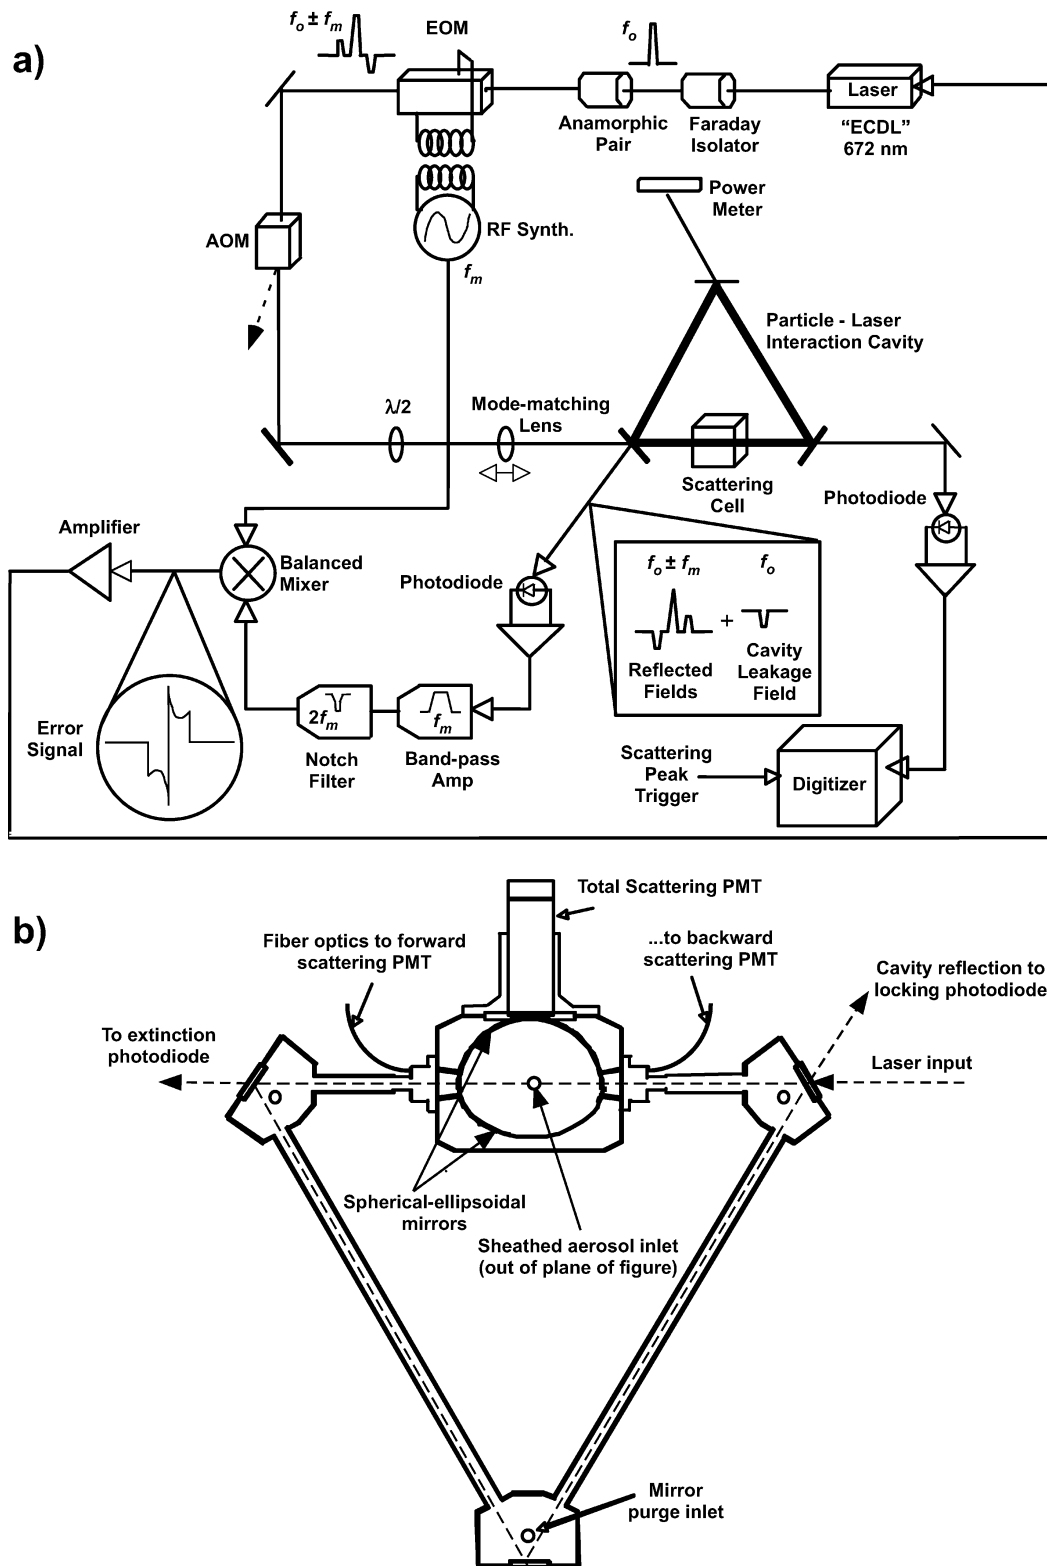 a)
fo ± fm
EOM
fo
Laser
Anamorphic
Pair
Faraday
Isolator
“ECDL”
672 nm
Power
Meter
AOM
RF Synth.
fm
Particle - Laser
Interaction Cavity
λ/2
Mode-matching
Lens
Scattering
Cell
Photodiode
Amplifier
Balanced
Mixer
Photodiode
fo ± fm
fo
+
Reflected
Fields
Cavity
Leakage
Field
2fm
fm
Error
Signal
Notch
Filter
Band-pass
Amp
Scattering
Peak
Trigger
Digitizer
b)
Total Scattering PMT
Fiber optics to forward
scattering PMT
...to backward
scattering PMT
Cavity reflection to
locking photodiode
To extinction
photodiode
Laser input
Spherical-ellipsoidal
mirrors
Sheathed aerosol inlet
(out of plane of figure)
Mirror
purge inlet